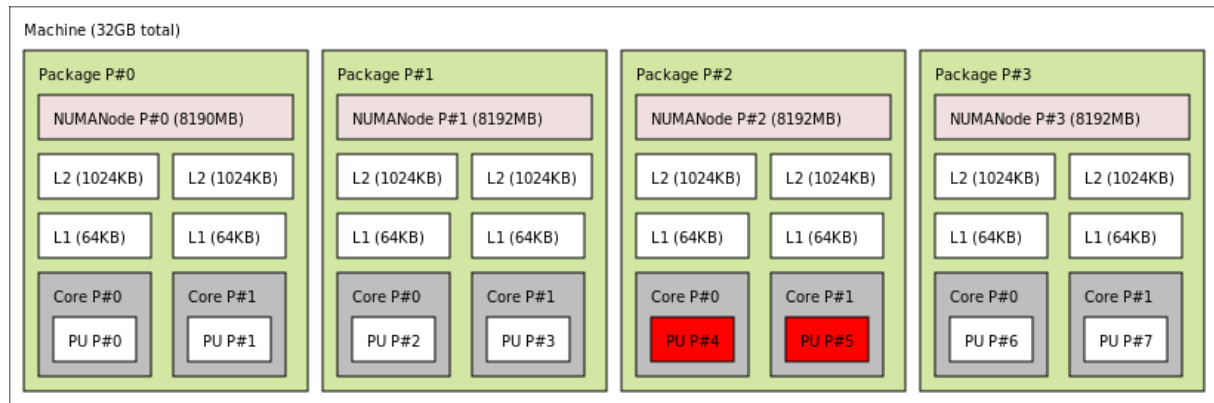 Machine (32GB total)
Package P#0
NUMANode P#0 (8190MB)
L2 (1024KB)
L2 (1024KB)
L1 (64KB)
L1 (64KB)
Core P#0
PU P#0
Core P#1
PU P#1
Package P#1
NUMANode P#1 (8192MB)
L2 (1024KB)
L2 (1024KB)
L1 (64KB)
L1 (64KB)
Core P#0
PU P#2
Core P#1
PU P#3
Package P#2
NUMANode P#2 (8192MB)
L2 (1024KB)
L2 (1024KB)
L1 (64KB)
L1 (64KB)
Core P#0
PU P#4
Core P#1
PU P#5
Package P#3
NUMANode P#3 (8192MB)
L2 (1024KB)
L2 (1024KB)
L1 (64KB)
L1 (64KB)
Core P#0
PU P#6
Core P#1
PU P#7